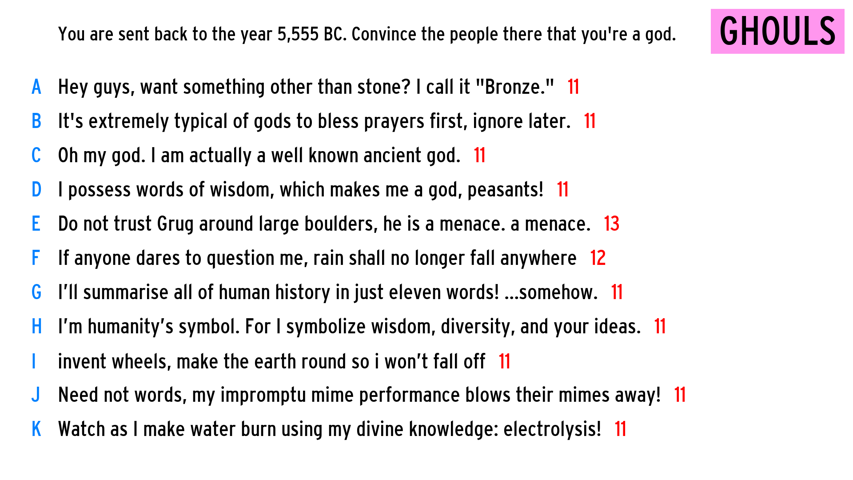 You are sent back to the year 5,555 BC. Convince the people there that you're a god.
GHOULS
A Hey guys, want something other than stone? I call it "Bronze." 11
B It's extremely typical of gods to bless prayers first, ignore later. 11
C Oh my god. I am actually a well known ancient god. 11
D I possess words of wisdom, which makes me a god, peasants! 11
E Do not trust Grug around large boulders, he is a menace. a menace. 13
F If anyone dares to question me, rain shall no longer fall anywhere 12
G I’ll summarise all of human history in just eleven words! ...somehow. 11
H I’m humanity’s symbol. For I symbolize wisdom, diversity, and your ideas. 11
I invent wheels, make the earth round so i won’t fall off 11
J Need not words, my impromptu mime performance blows their mimes away! 11
K Watch as I make water burn using my divine knowledge: electrolysis! 11